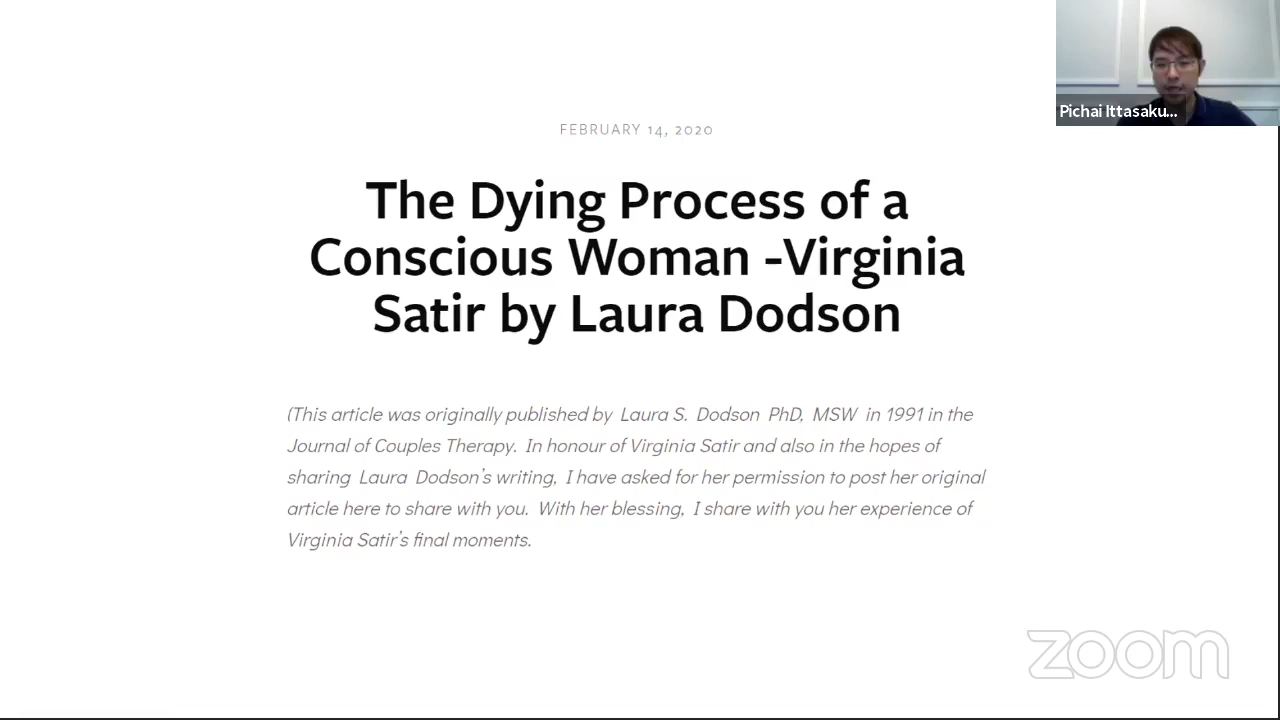 Pichai Ittasaku...
FEBRUARY 14, 2020
The Dying Process of a
Conscious Woman -Virginia
Satir by Laura Dodson
(This article was originally published by Laura S. Dodson PhD, MSW in 1991 in the
Journal of Couples Therapy. In honour of Virginia Satir and also in the hopes of
sharing Laura Dodson's writing, I have asked for her permission to post her original
article here to share with you. With her blessing, I share with you her experience of
Virginia Satir's final moments.
zoom